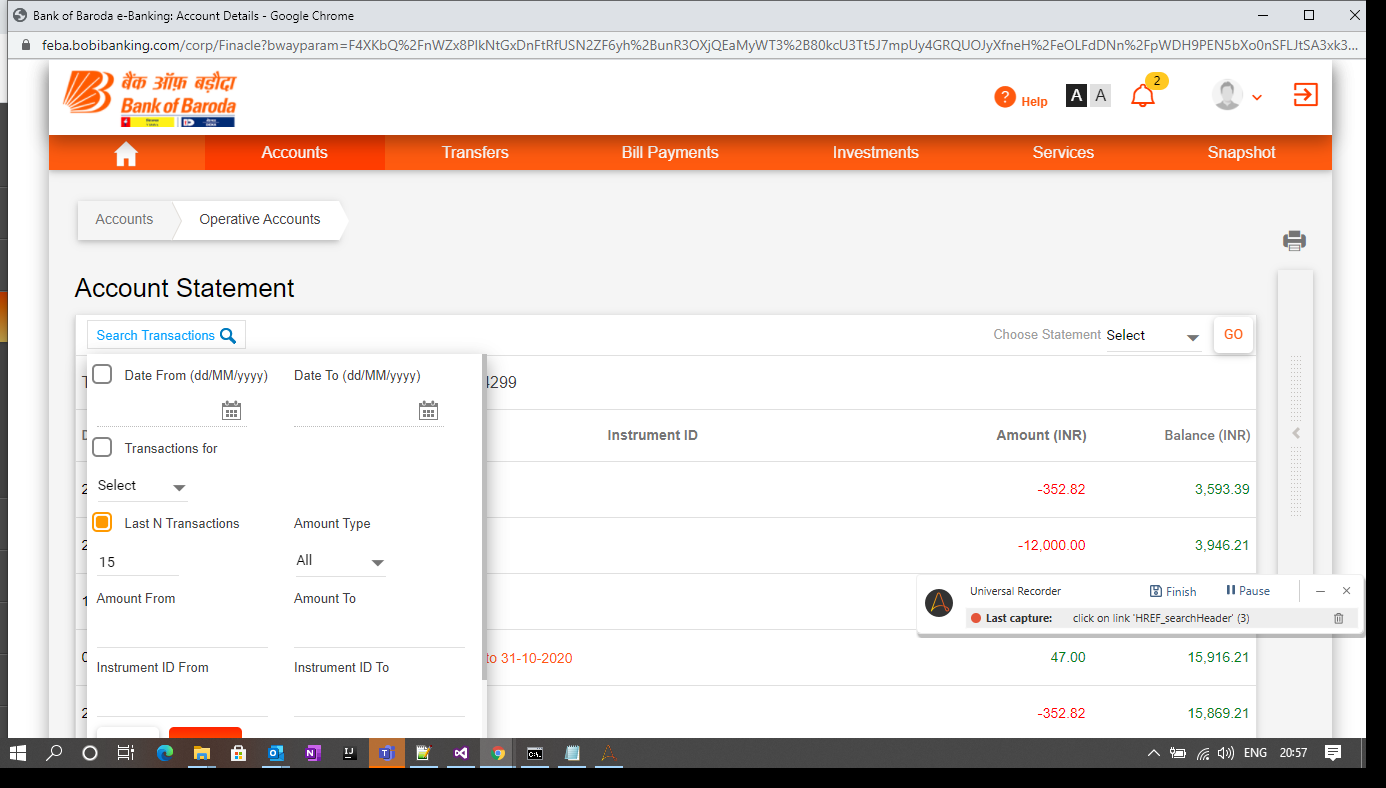 Bank of Baroda e-Banking: Account Details - Google Chrome
feba.bobibanking.com/corp/Finacle?bwayparam=F4XKbQ%2FnWZx8PlkNtGxDnFtRfUSN2ZF6yh%2BunR3OXjQEaMyWT3%2B80kcU3Tt5J7mpUy4GRQUOJyXfneH%2FeOLFdDNn%2FpWDH9PEN5bXo0nSFLJtSA3xk3...
बैंक ऑफ़ बड़ौदा
Bank of Baroda
Help
A A
2
Accounts Transfers Bill Payments Investments Services Snapshot
Accounts Operative Accounts
Account Statement
Search Transactions Choose Statement Select GO
Date From (dd/MM/yyyy) Date To (dd/MM/yyyy) 4299
Instrument ID Amount (INR) Balance (INR)
Transactions for
Select -352.82 3,593.39
Last N Transactions Amount Type
-12,000.00 3,946.21
15 All
Amount From Amount To
Universal Recorder Finish Pause
Last capture: click on link 'HREF_searchHeader' (3)
to 31-10-2020 47.00 15,916.21
Instrument ID From Instrument ID To
-352.82 15,869.21
ENG 20:57